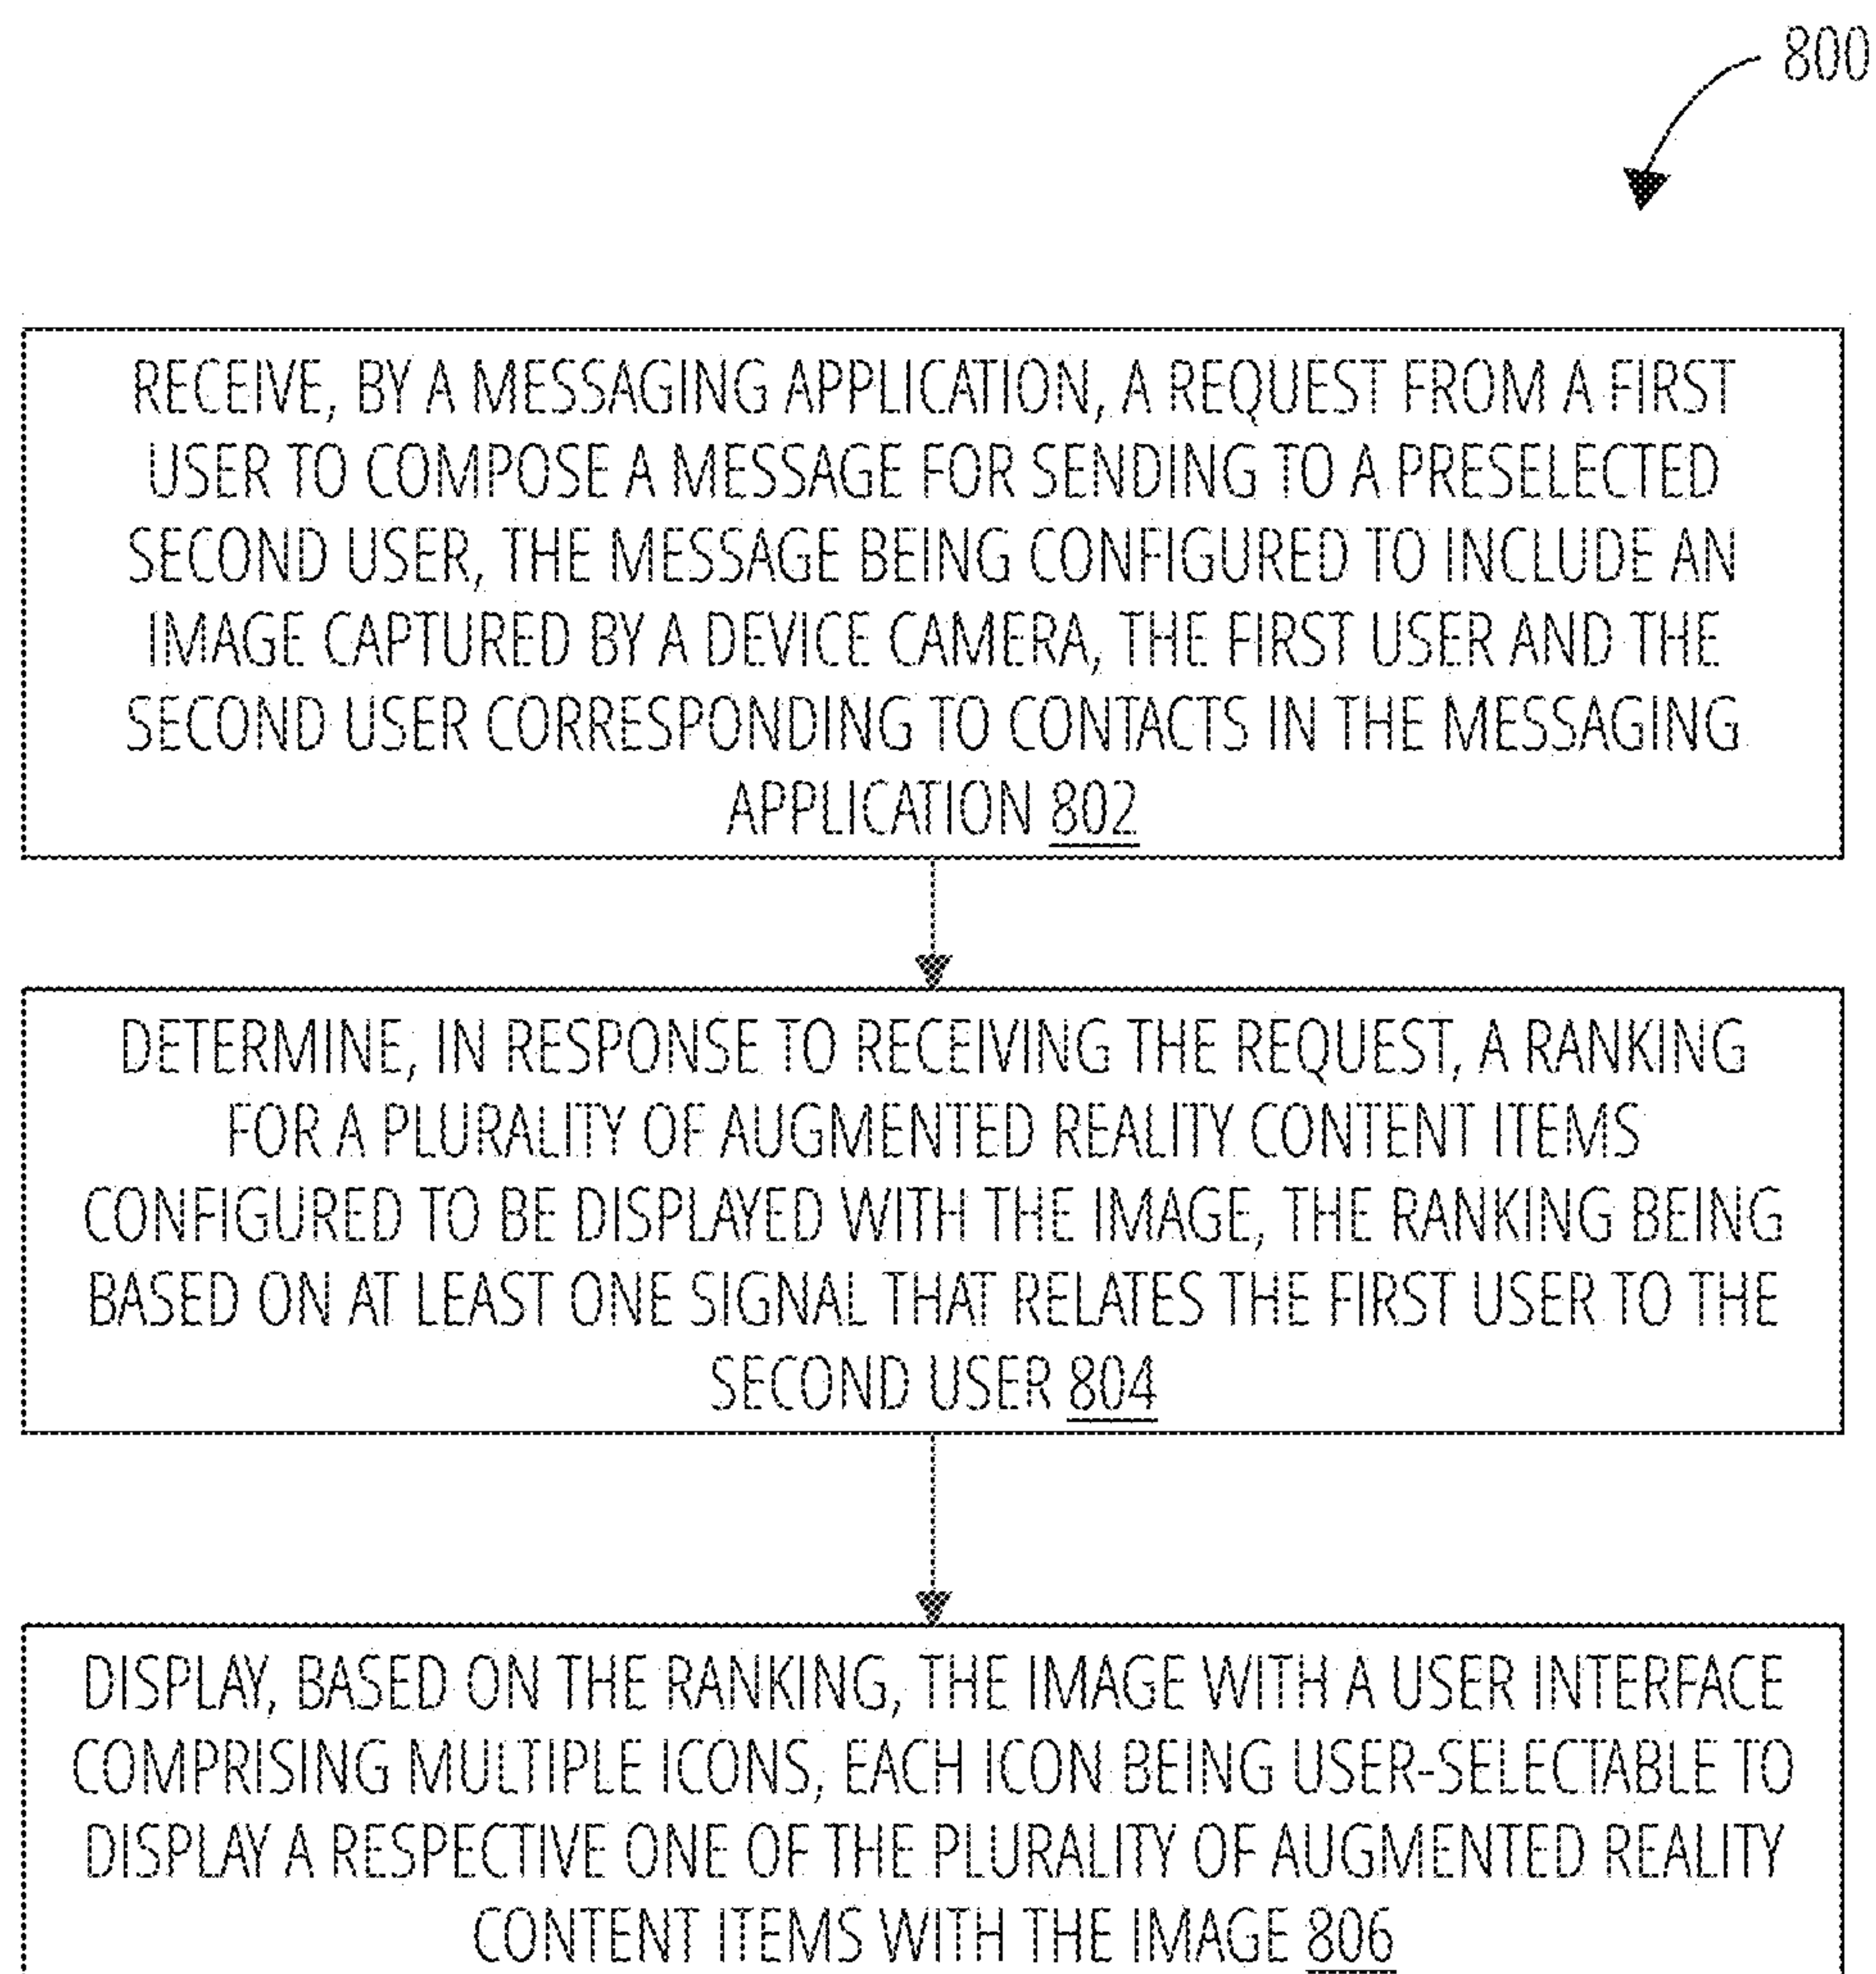 800
RECEIVE, BY A MESSAGING APPLICATION, A REQUEST FROM A FIRST
USER TO COMPOSE A MESSAGE FOR SENDING TO A PRESELECTED
SECOND USER, THE MESSAGE BEING CONFIGURED TO INCLUDE AN
IMAGE CAPTURED BY A DEVICE CAMERA, THE FIRST USER AND THE
SECOND USER CORRESPONDING TO CONTACTS IN THE MESSAGING
APPLICATION 802
DETERMINE, IN RESPONSE TO RECEIVING THE REQUEST, A RANKING
FOR A PLURALITY OF AUGMENTED REALITY CONTENT ITEMS
CONFIGURED TO BE DISPLAYED WITH THE IMAGE, THE RANKING BEING
BASED ON AT LEAST ONE SIGNAL THAT RELATES THE FIRST USER TO THE
SECOND USER 804
DISPLAY, BASED ON THE RANKING, THE IMAGE WITH A USER INTERFACE
COMPRISING MULTIPLE ICONS, EACH ICON BEING USER-SELECTABLE TO
DISPLAY A RESPECTIVE ONE OF THE PLURALITY OF AUGMENTED REALITY
CONTENT ITEMS WITH THE IMAGE 806